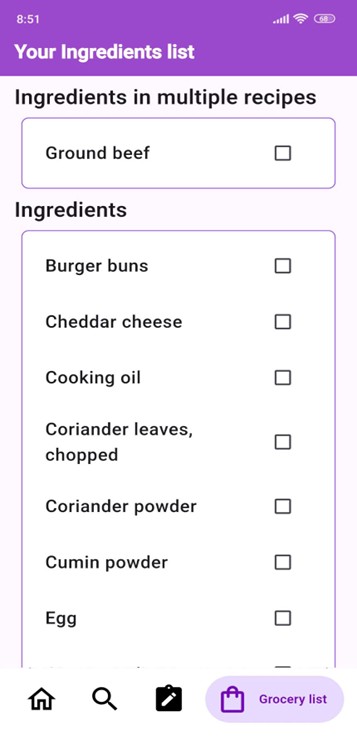 8:51
68
Your Ingredients list
Ingredients in multiple recipes
Ground beef
Ingredients
Burger buns
Cheddar cheese
Cooking oil
Coriander leaves,
chopped
Coriander powder
Cumin powder
Egg
Grocery list